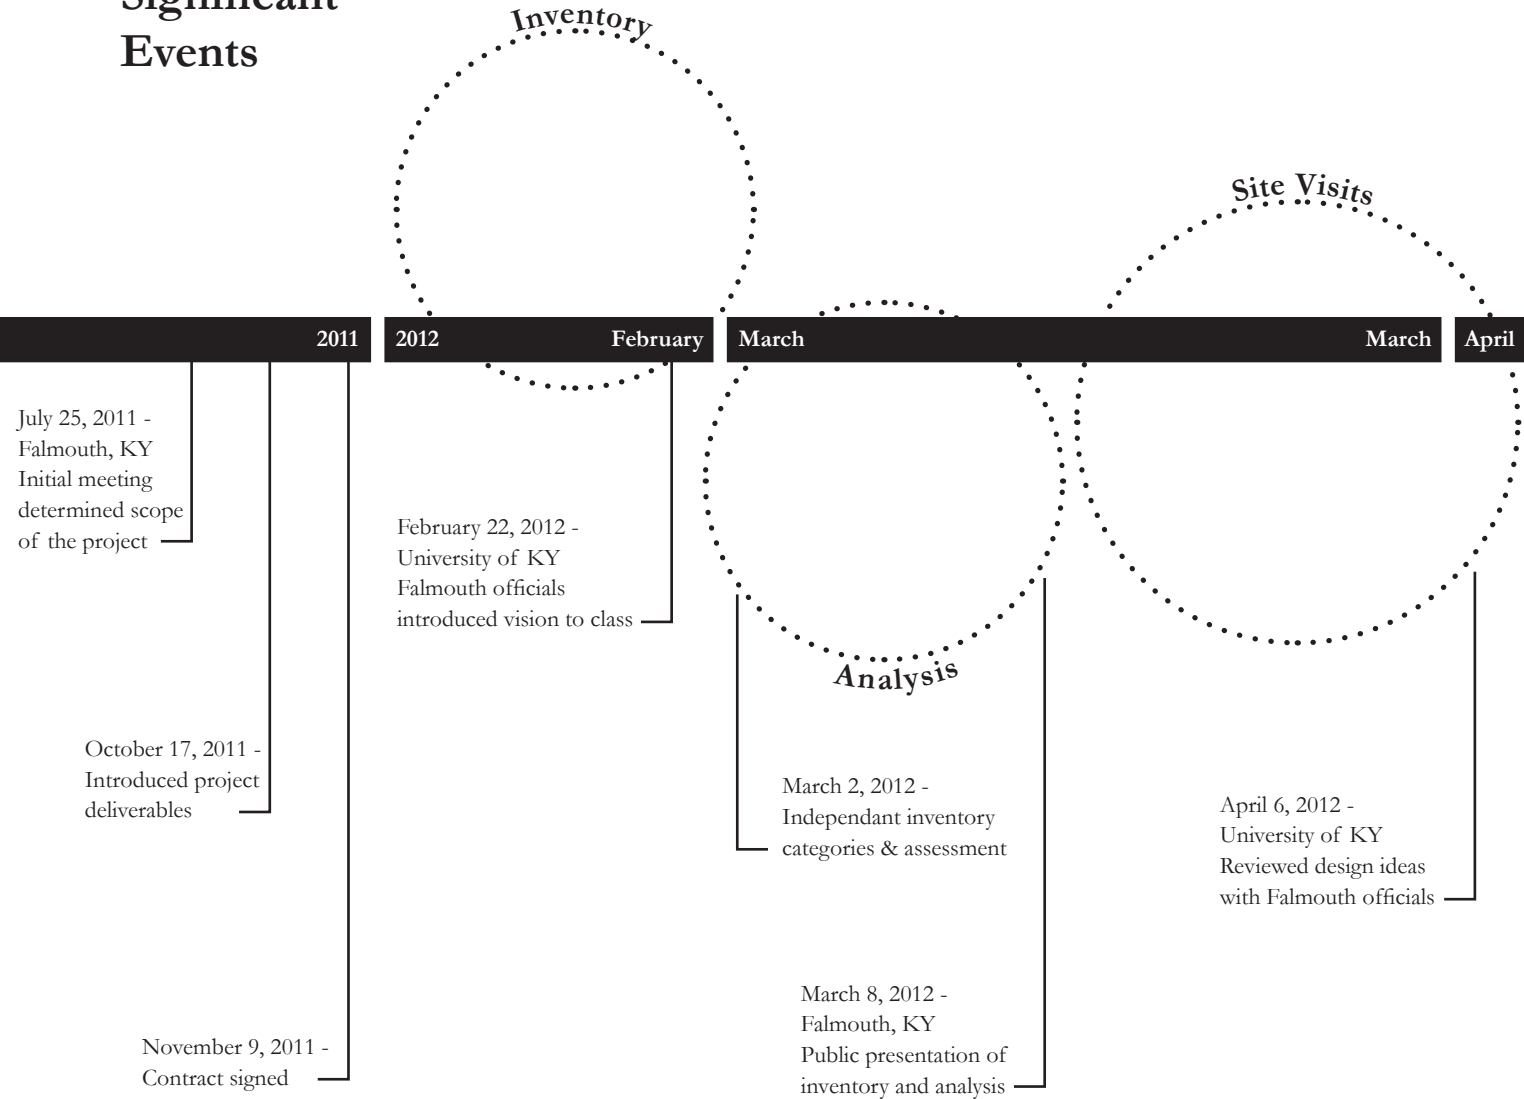 Significant
Events
Inventory
Site Visits
2011
2012
February
March
March
April
July 25, 2011 -
Falmouth, KY
Initial meeting
determined scope
of the project
February 22, 2012 -
University of KY
Falmouth officials
introduced vision to class
Analysis
October 17, 2011 -
Introduced project
deliverables
March 2, 2012 -
Independant inventory
categories & assessment
April 6, 2012 -
University of KY
Reviewed design ideas
with Falmouth officials
March 8, 2012 -
Falmouth, KY
Public presentation of
inventory and analysis
November 9, 2011 -
Contract signed